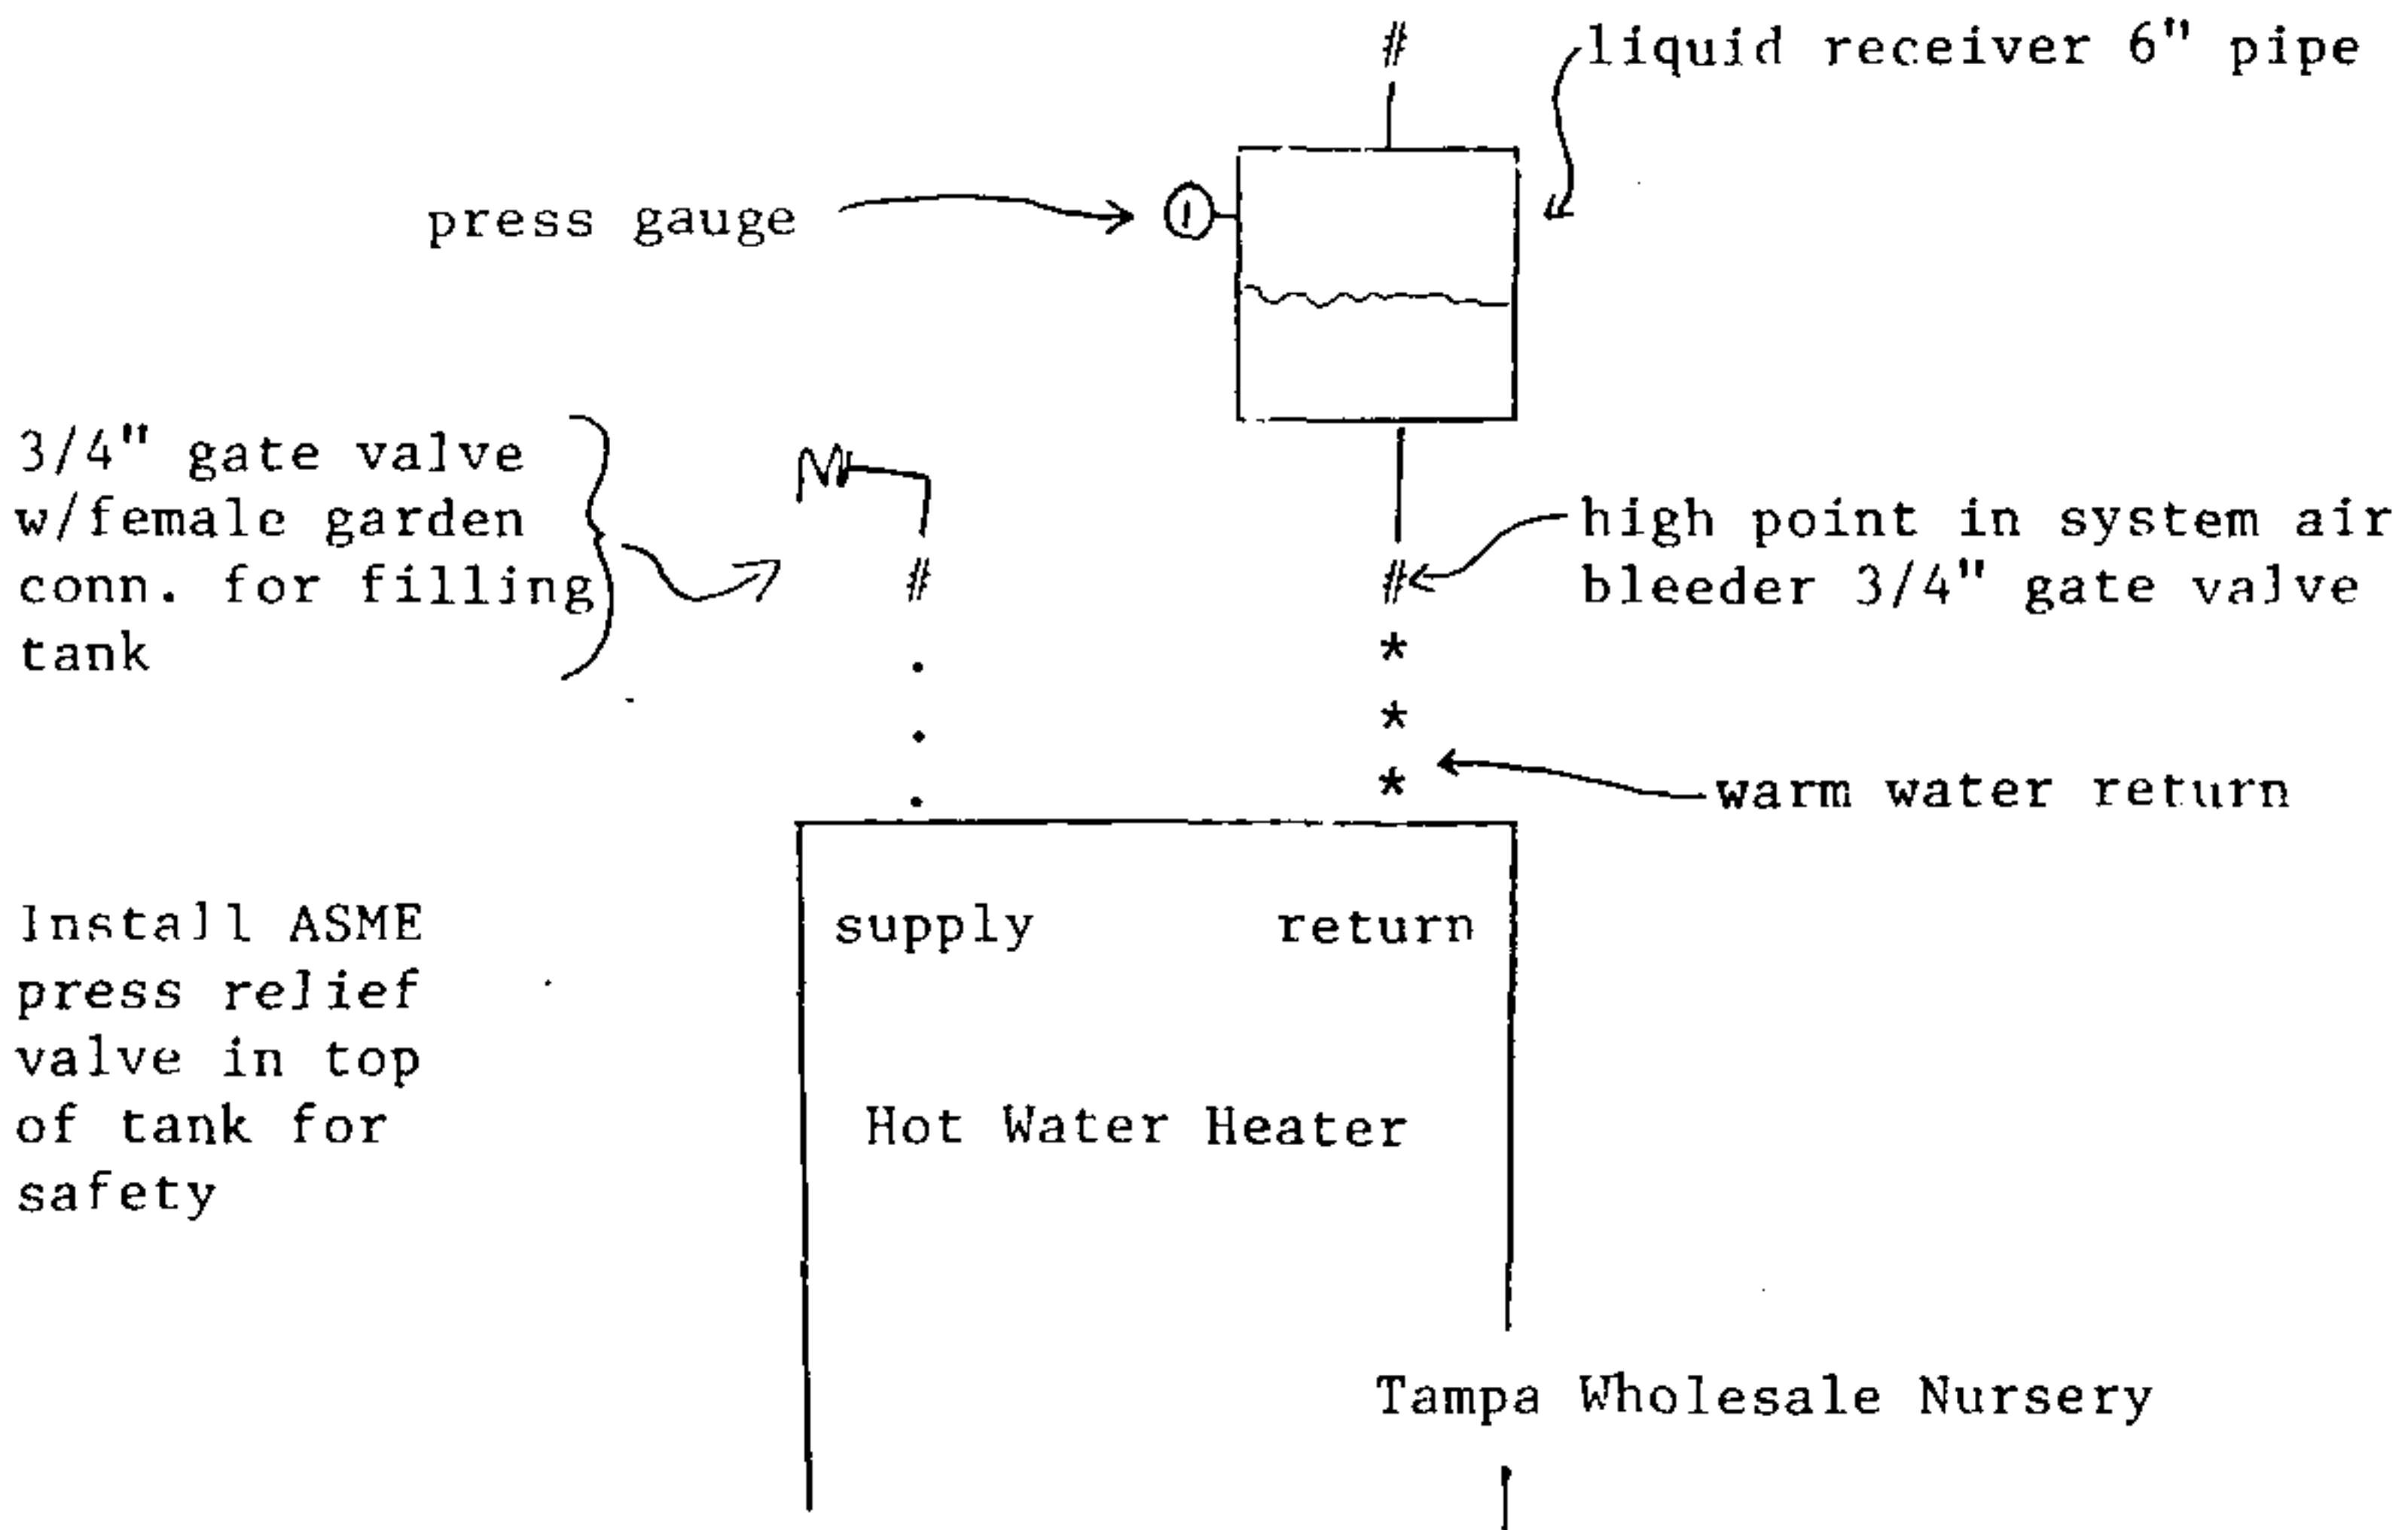 #
liquid receiver 6" pipe
press gauge
3/4" gate valve
w/female garden
conn. for filling
tank
#
high point in system air
bleeder 3/4" gate valve
#
*
*
*
.
.
.
warm water return
Install ASME
press relief
valve in top
of tank for
safety
supply return
Hot Water Heater
Tampa Wholesale Nursery